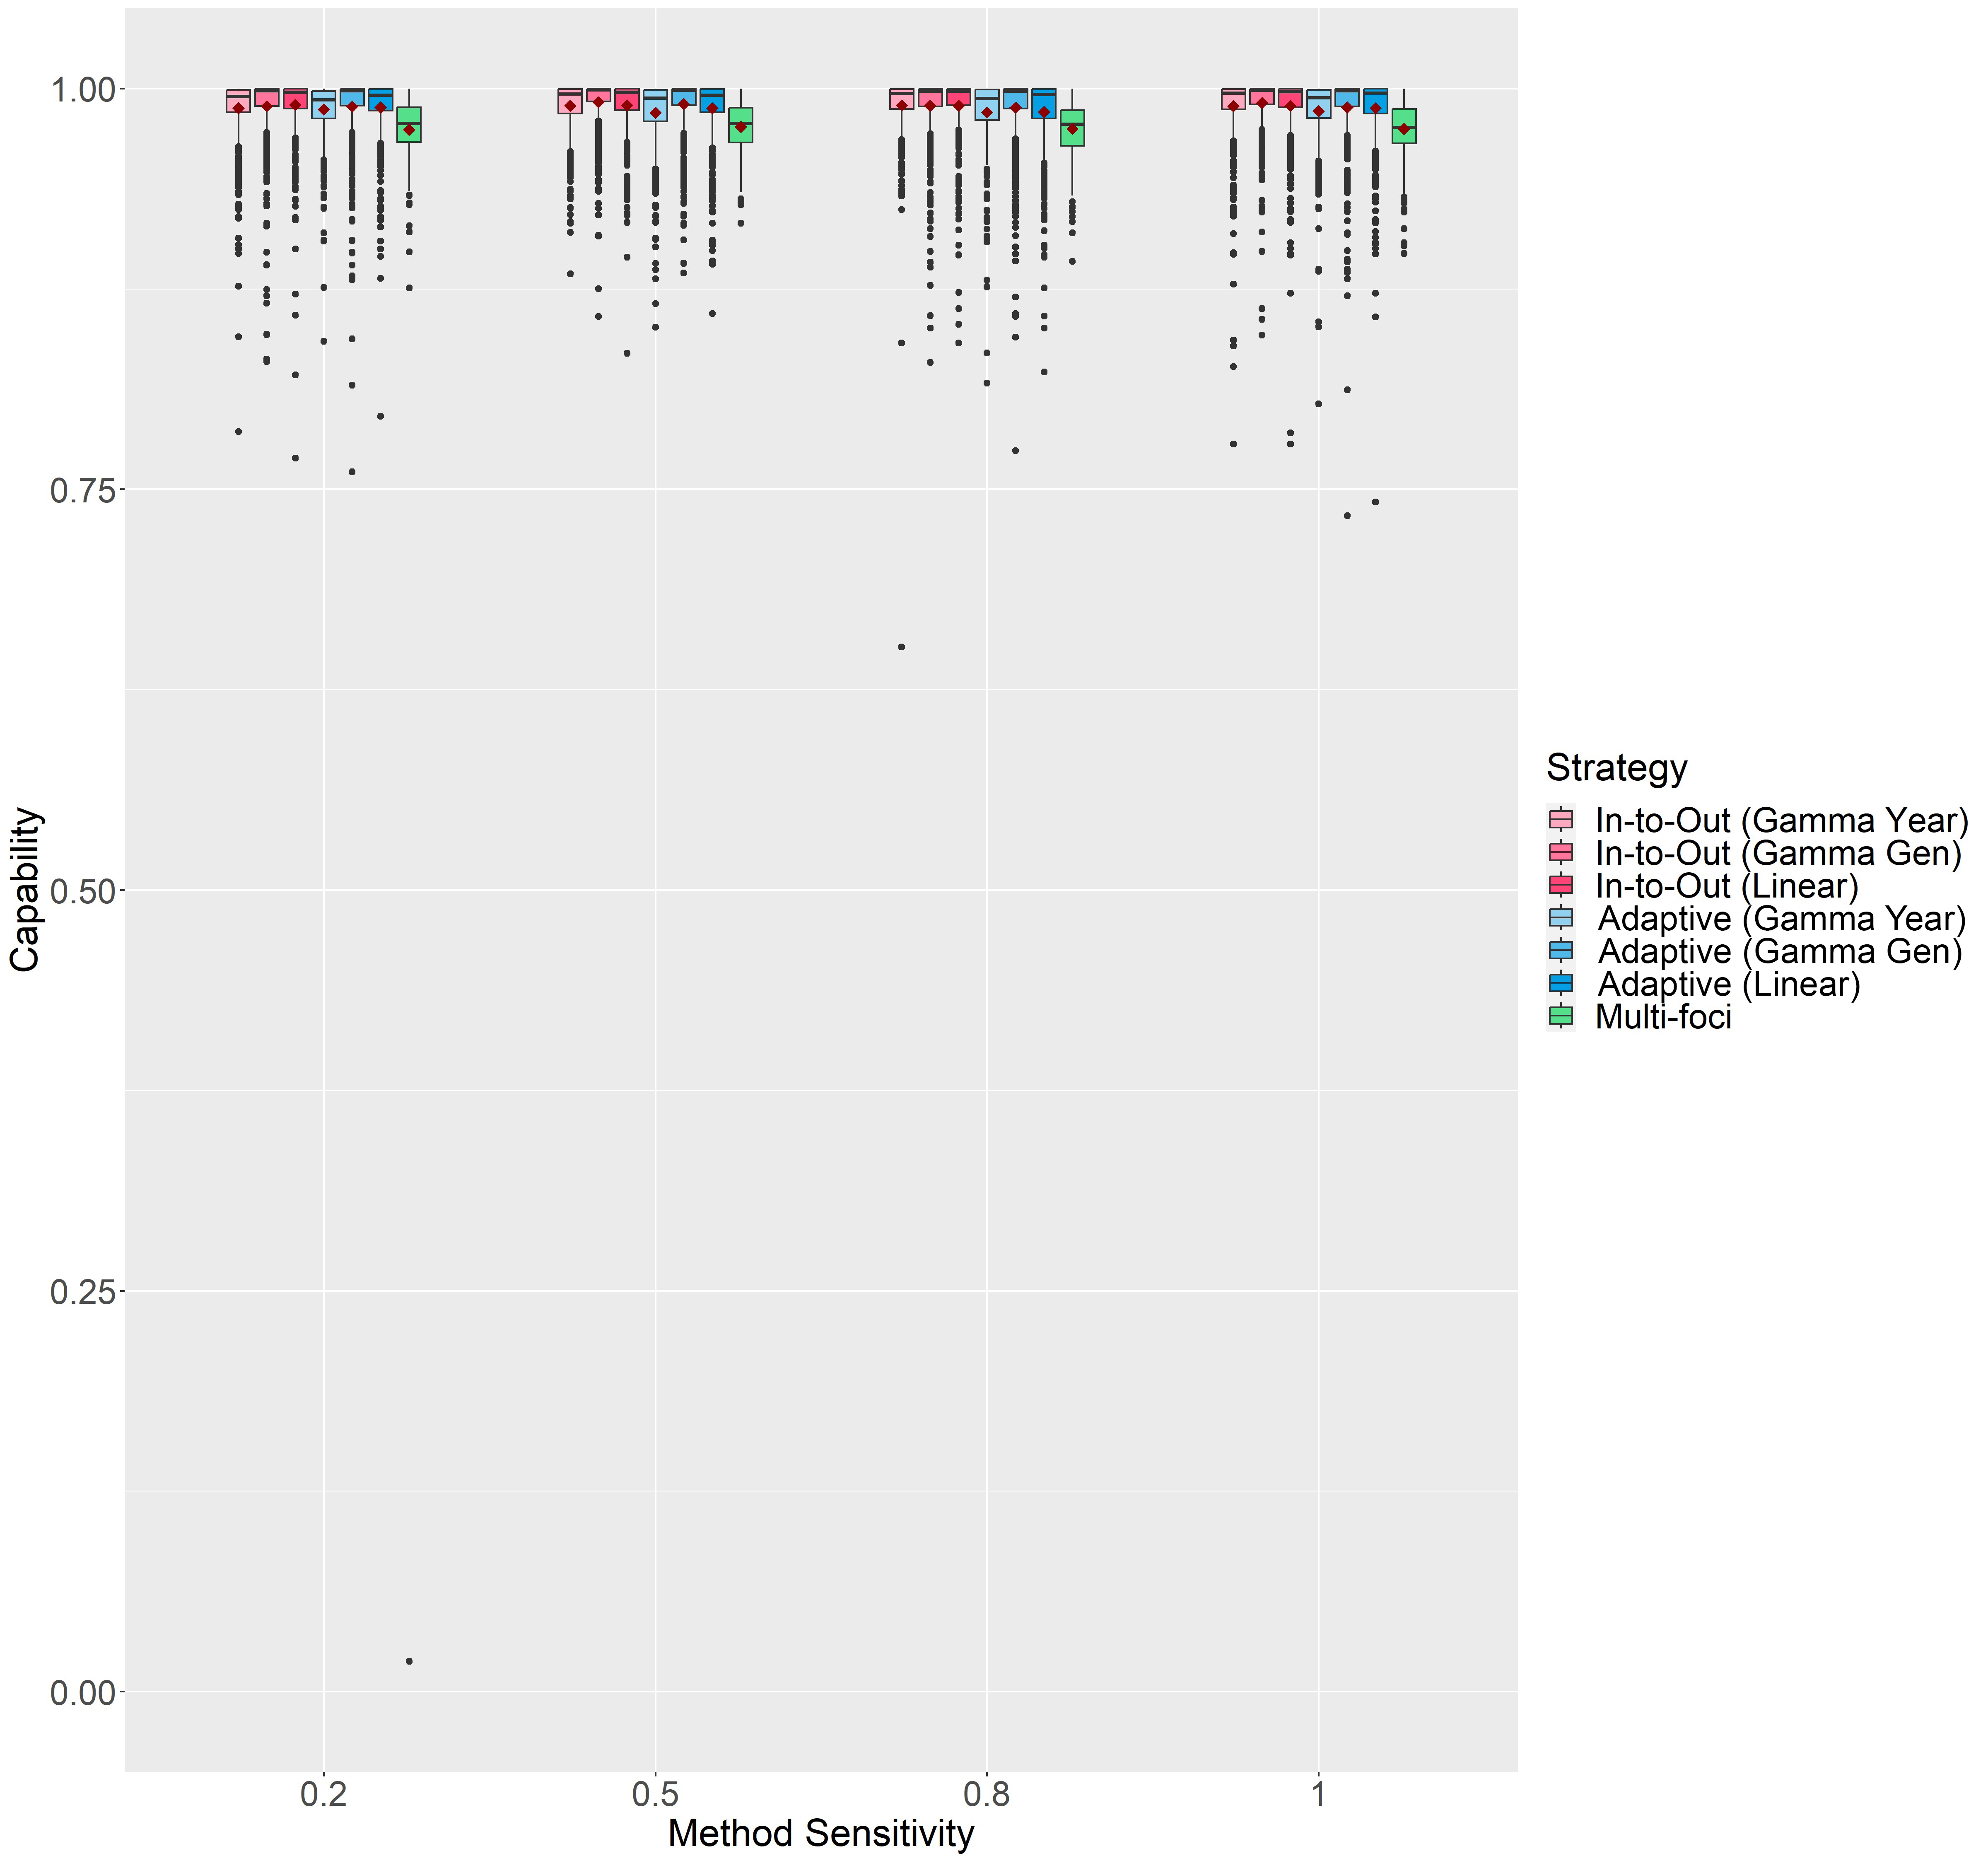 1.00
0.75
0.50
0.25
0.00
Capability
0.2 0.5 0.8 1
Method Sensitivity
Strategy
In-to-Out (Gamma Year)
In-to-Out (Gamma Gen)
In-to-Out (Linear)
Adaptive (Gamma Year)
Adaptive (Gamma Gen)
Adaptive (Linear)
Multi-foci